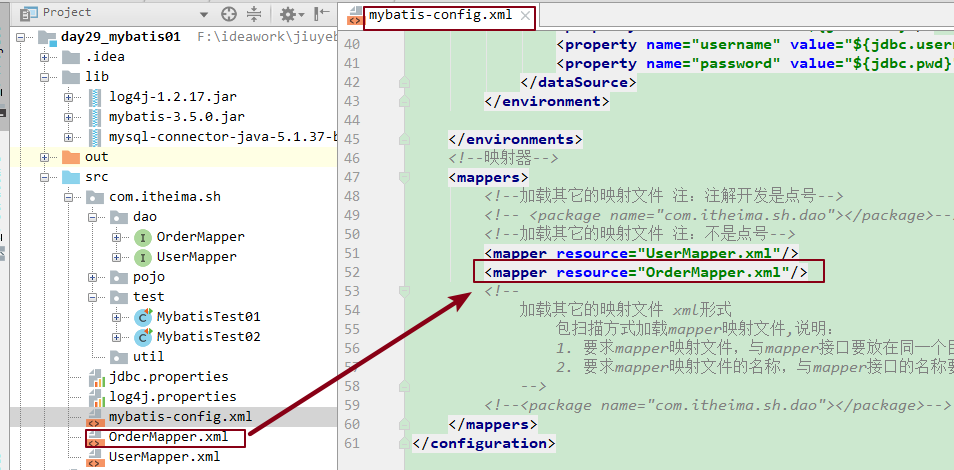 Project
day29_mybatis01 F:\ideawork\jiuyeb
.idea
lib
log4j-1.2.17.jar
mybatis-3.5.0.jar
mysql-connector-java-5.1.37-b
out
src
com.itheima.sh
dao
OrderMapper
UserMapper
pojo
test
MybatisTest01
MybatisTest02
util
jdbc.properties
log4j.properties
mybatis-config.xml
OrderMapper.xml
UserMapper.xml
mybatis-config.xml
40 <property name="username" value="${jdbc.user
41 <property name="password" value="${jdbc.pwd}
42 </dataSource>
43 </environment>
44
45 </environments>
46 <!--映射器-->
47 <mappers>
48 <!--加载其它的映射文件 注：注解开发是点号-->
49 <!-- <package name="com.itheima.sh.dao"></package>--
50 <!--加载其它的映射文件 注：不是点号-->
51 <mapper resource="UserMapper.xml"/>
52 <mapper resource="OrderMapper.xml"/>
53 <!--
54 加载其它的映射文件 xml形式
55 包扫描方式加载mapper映射文件,说明：
56 1. 要求mapper映射文件，与mapper接口要放在同一个目
57 2. 要求mapper映射文件的名称，与mapper接口的名称要
58 -->
59 <!--<package name="com.itheima.sh.dao"></package>-->
60 </mappers>
61 </configuration>